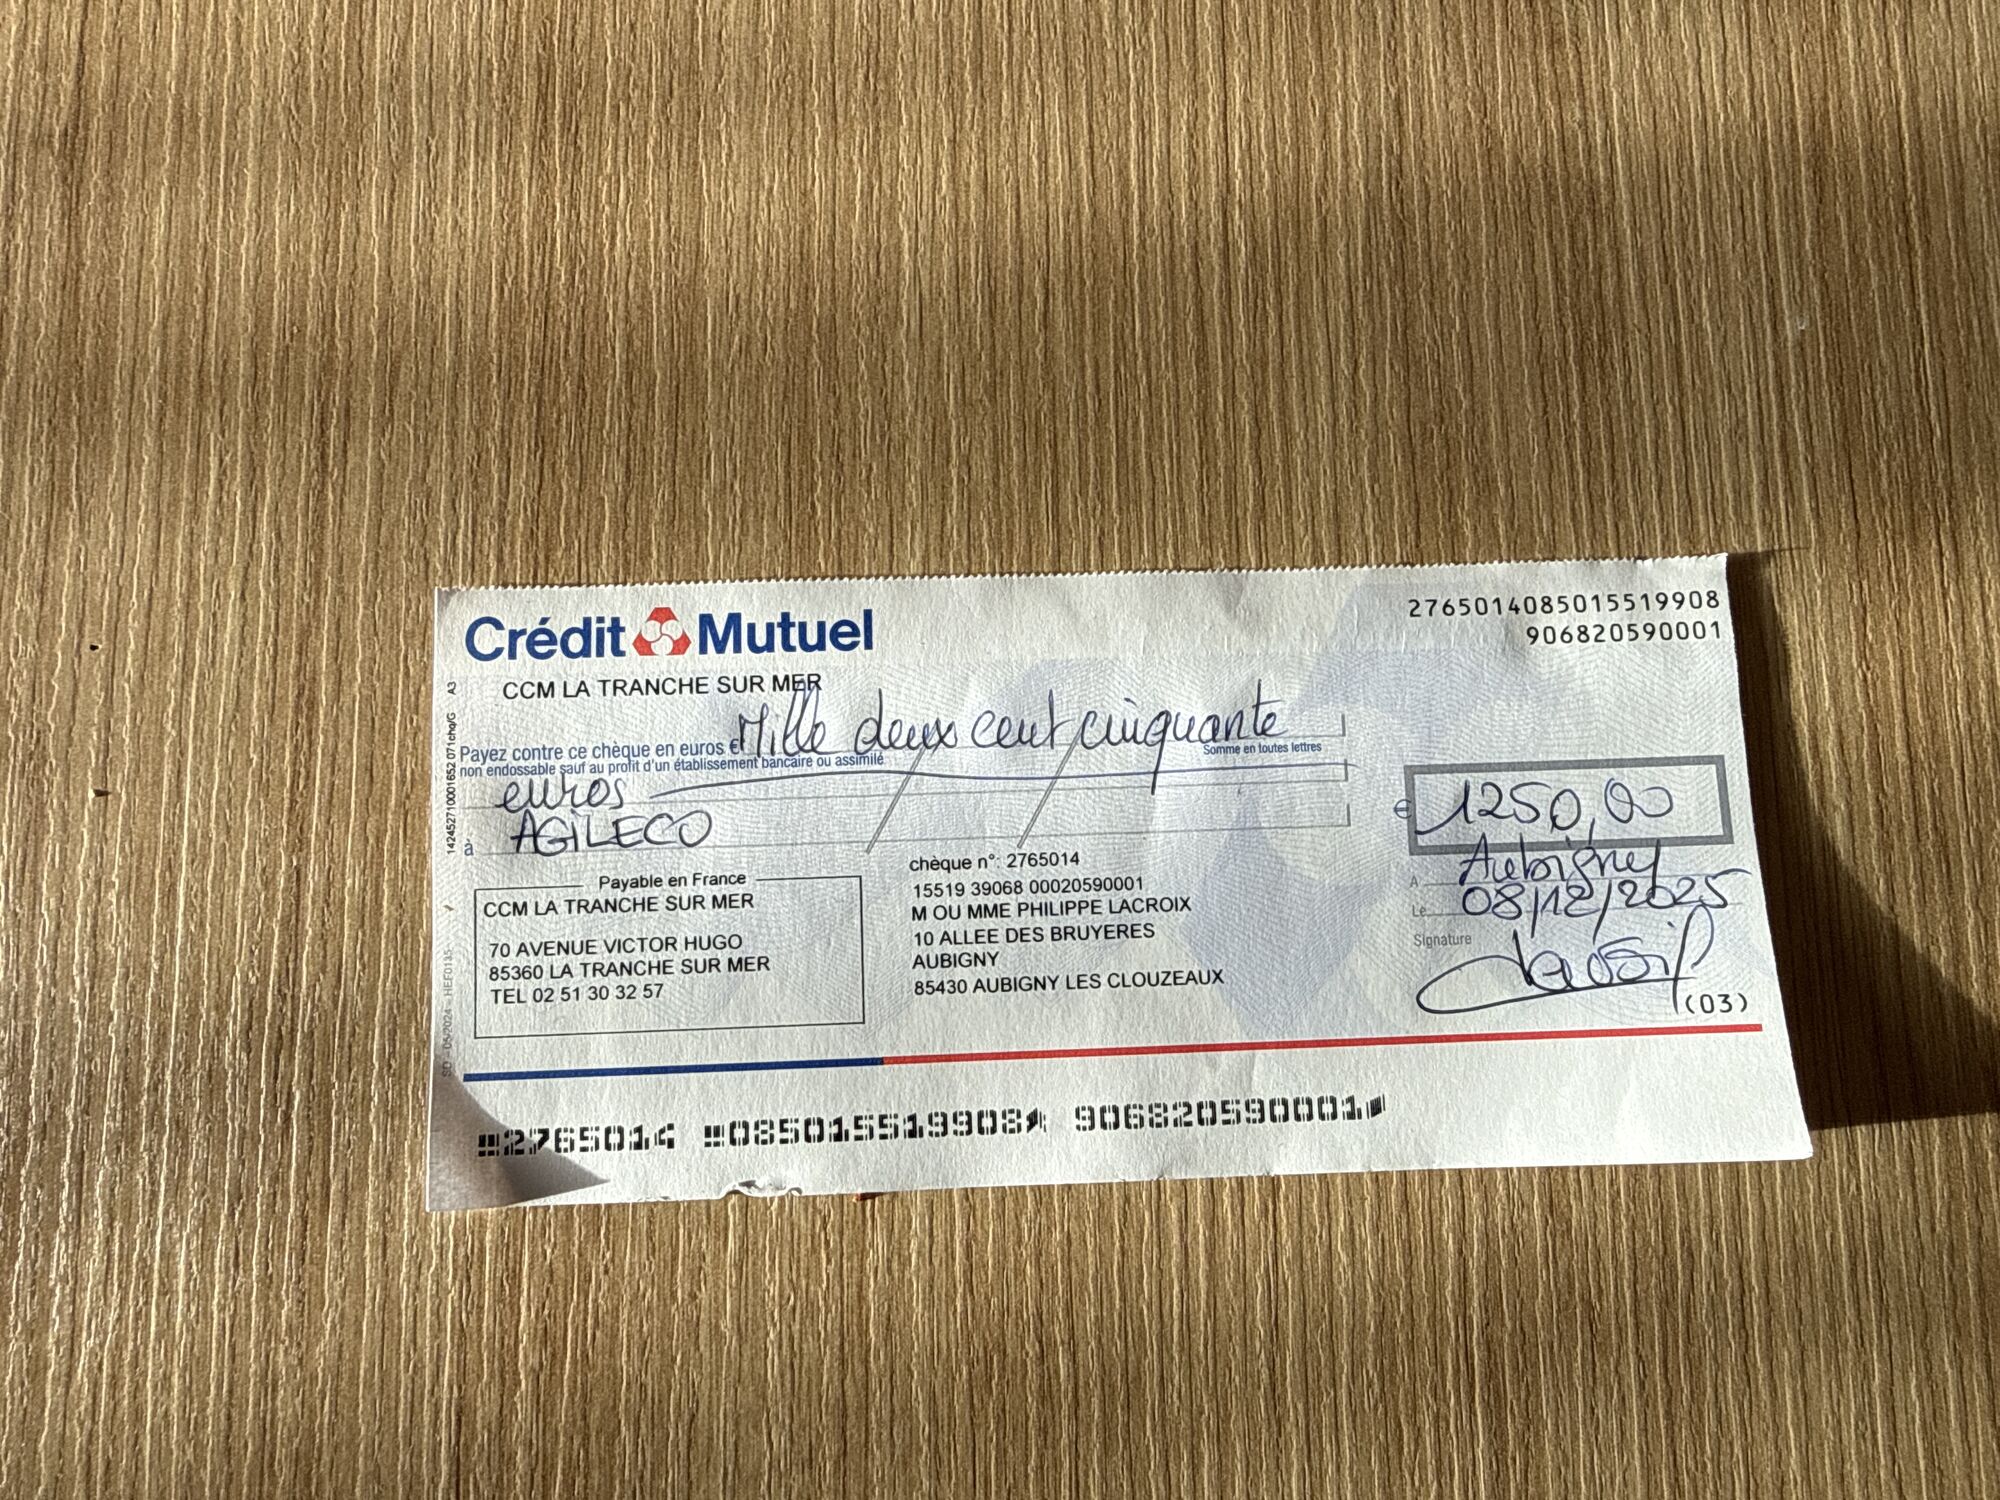 Crédit Mutuel
2765014085015519908
906820590001
CCM LA TRANCHE SUR MER
Payez contre ce chèque en euros € Mille deux cent cinquante
Somme en toutes lettres
non endossable sauf au profit d'un établissement bancaire ou assimilé
euros
à AGILECO
€ 1250,00
A Aubigny
Le 08/12/2025
Signature
(03)
Payable en France
CCM LA TRANCHE SUR MER
70 AVENUE VICTOR HUGO
85360 LA TRANCHE SUR MER
TEL 02 51 30 32 57
chèque n°: 2765014
15519 39068 00020590001
M OU MME PHILIPPE LACROIX
10 ALLEE DES BRUYERES
AUBIGNY
85430 AUBIGNY LES CLOUZEAUX
2765014 085015519908 906820590001